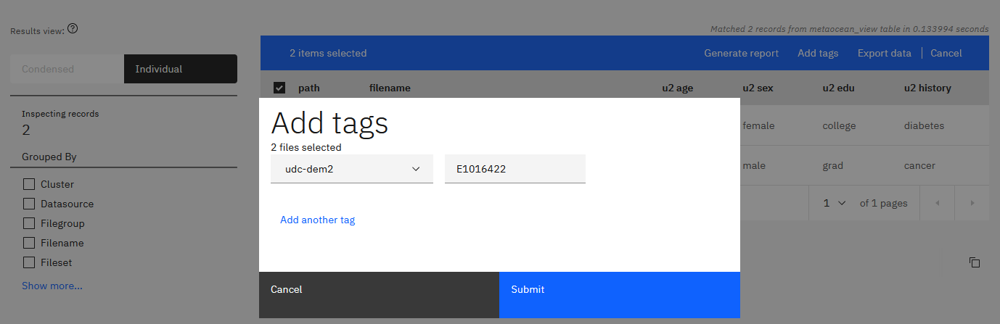 Results view:
Matched 2 records from metaocean_view table in 0.133994 seconds
Condensed
Individual
2 items selected
Generate report
Add tags
Export data
Cancel
path
filename
u2 age
u2 sex
u2 edu
u2 history
Inspecting records
2
Grouped By
Cluster
Datasource
Filegroup
Filename
Fileset
Show more...
Add tags
2 files selected
udc-dem2
E1016422
Add another tag
Cancel
Submit
female
college
diabetes
male
grad
cancer
1
of 1 pages